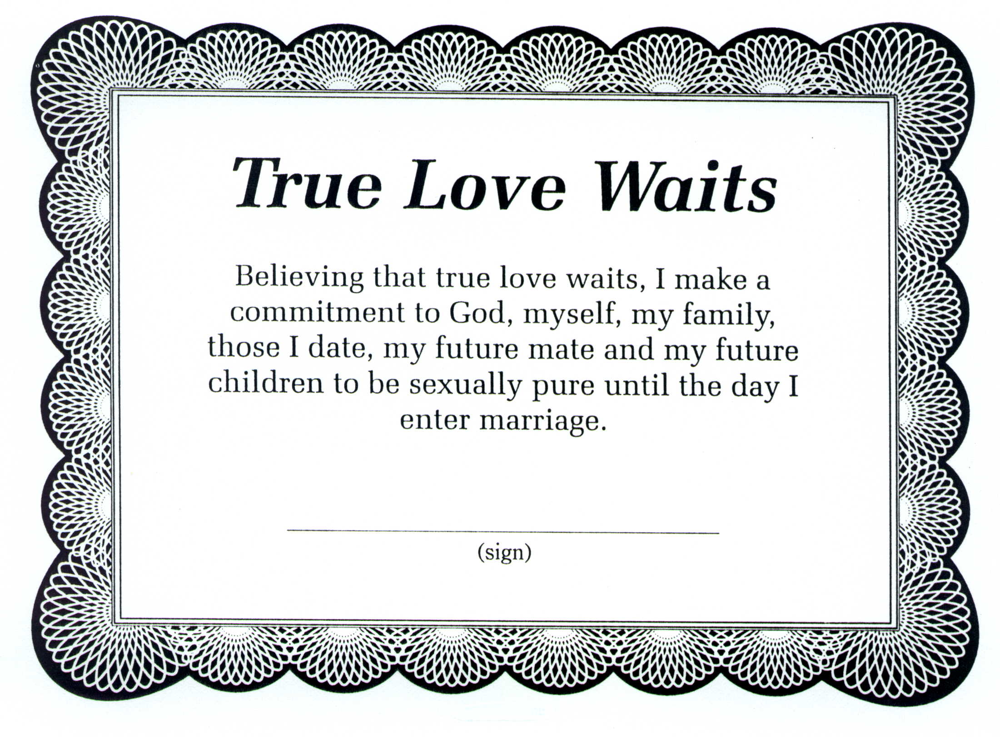 True Love Waits
Believing that true love waits, I make a
commitment to God, myself, my family,
those I date, my future mate and my future
children to be sexually pure until the day I
enter marriage.
(sign)